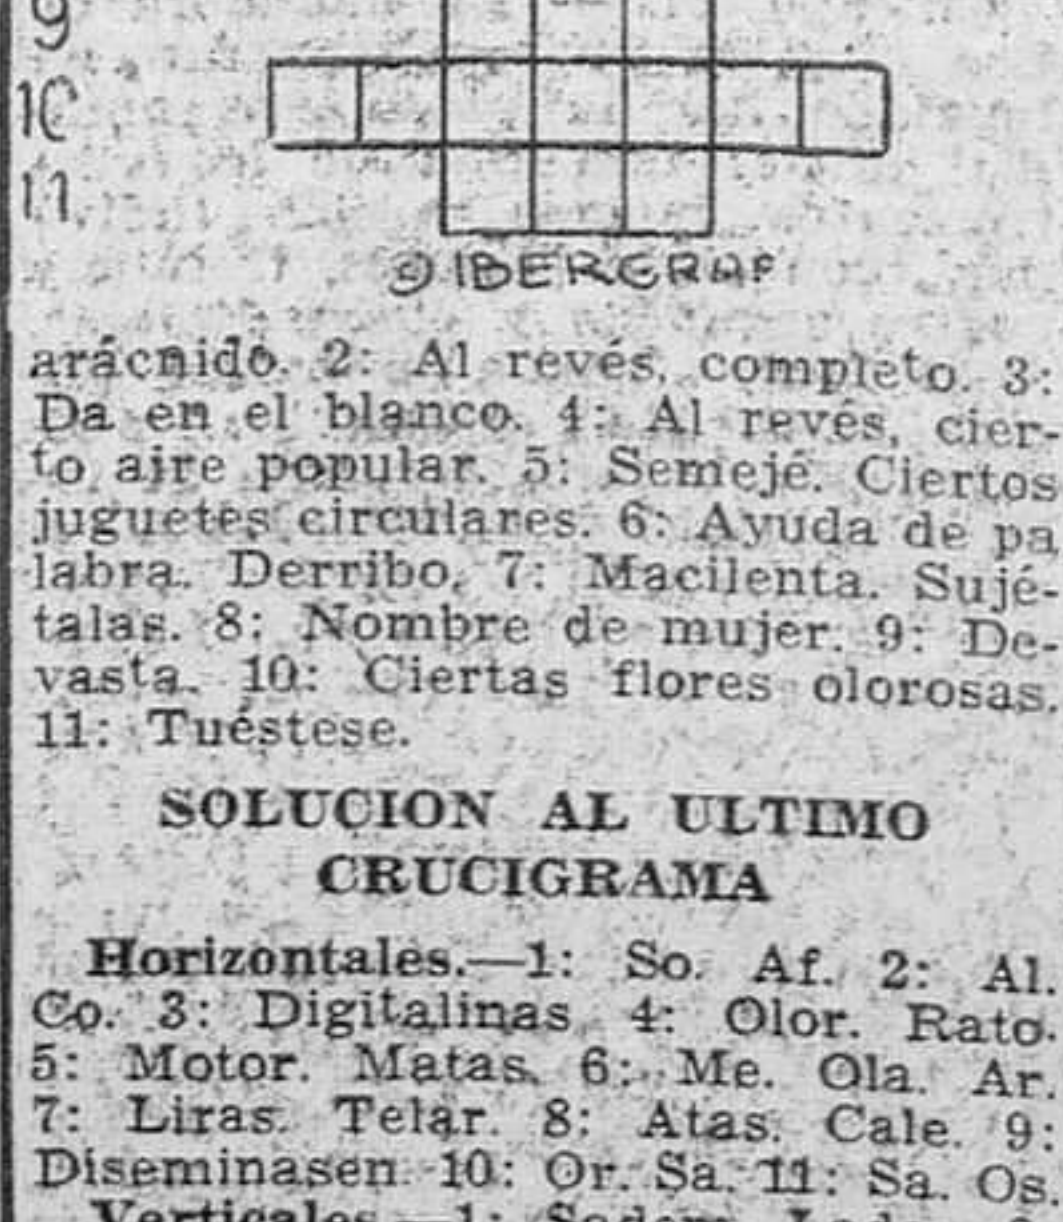 9
10
11
© IBERGRAF
arácnido. 2: Al revés, completo. 3:
Da en el blanco. 4: Al revés, cier-
to aire popular. 5: Semejé. Ciertos
juguetes circulares. 6: Ayuda de pa
labra. Derribo. 7: Macilenta. Sujé-
talas. 8: Nombre de mujer. 9: De-
vasta. 10: Ciertas flores olorosas.
11: Tuéstese.
SOLUCION AL ULTIMO
CRUCIGRAMA
Horizontales.—1: So. Af. 2: Al.
Co. 3: Digitalinas 4: Olor. Rato.
5: Motor. Matas. 6: Me. Ola. Ar.
7: Liras. Telar. 8: Atas. Cale. 9:
Diseminasen 10: Or. Sa. 11: Sa. Os.
Verticales.—1: Sodom.